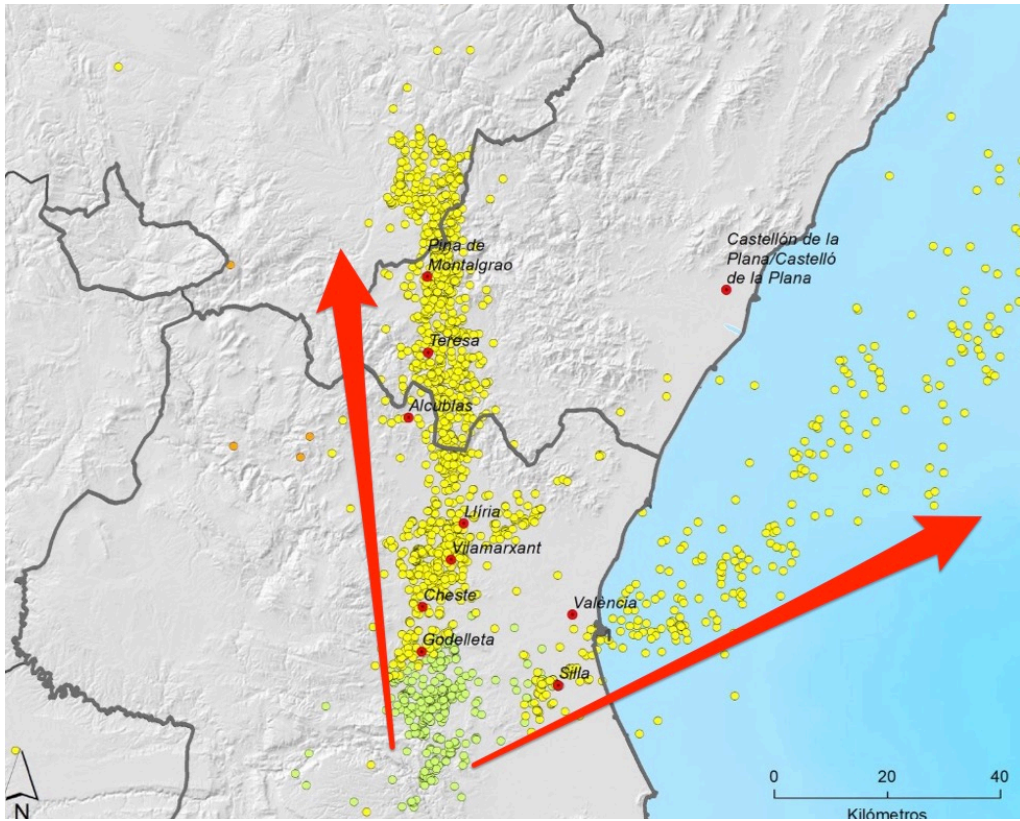 Pina de
Montalgrao
Castellón de la
Plana/Castelló
de la Plana
Teresa
Alcublas
Llíria
Vilamarxant
Cheste
València
Godelleta
Silla
0 20 40
Kilómetros
N